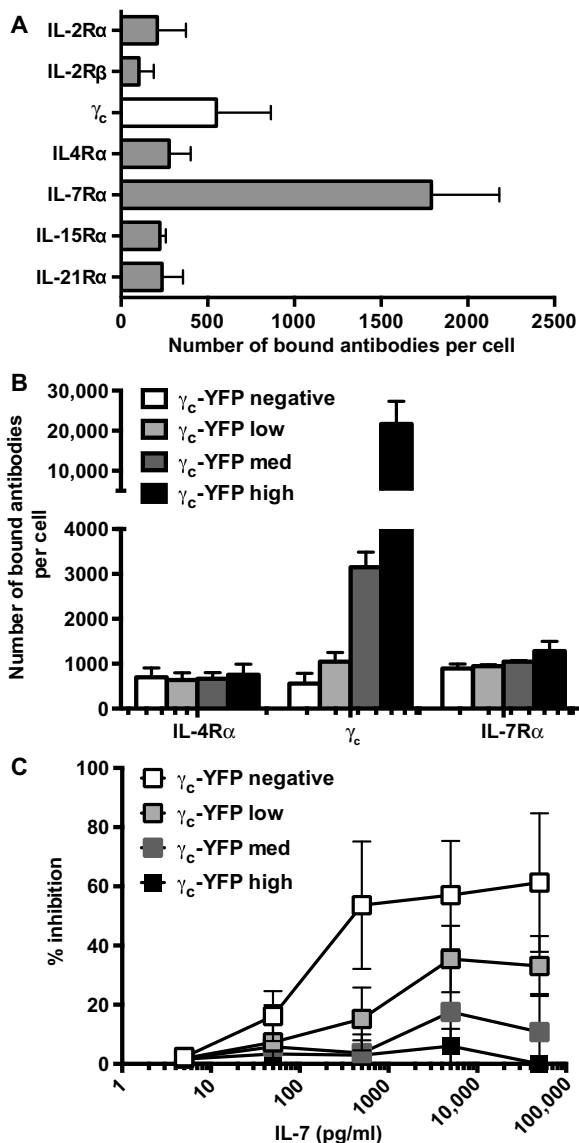 A
IL-2Rα
IL-2Rβ
γc
IL4Rα
IL-7Rα
IL-15Rα
IL-21Rα
0 500 1000 1500 2000 2500
Number of bound antibodies per cell
B
30,000
20,000
10,000
4000
3000
2000
1000
0
Number of bound antibodies
per cell
γc-YFP negative
γc-YFP low
γc-YFP med
γc-YFP high
IL-4Rα γc IL-7Rα
C
100
80
60
40
20
0
% inhibition
γc-YFP negative
γc-YFP low
γc-YFP med
γc-YFP high
1 10 100 1000 10,000 100,000
IL-7 (pg/ml)